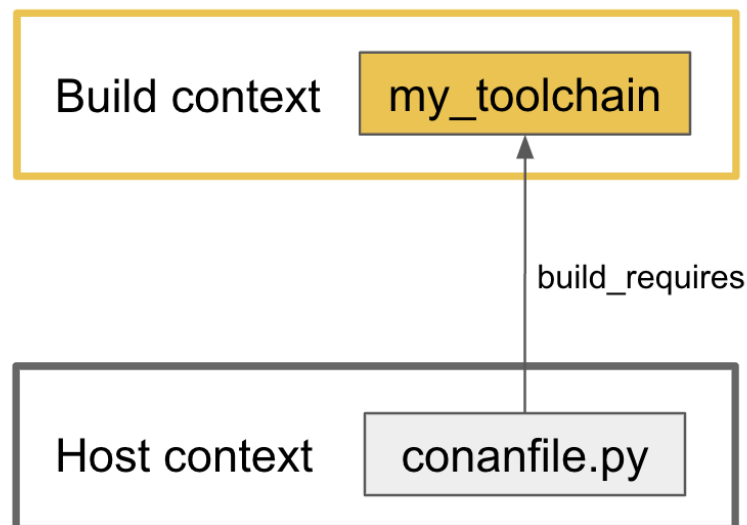 Build context
my_toolchain
build_requires
Host context
conanfile.py